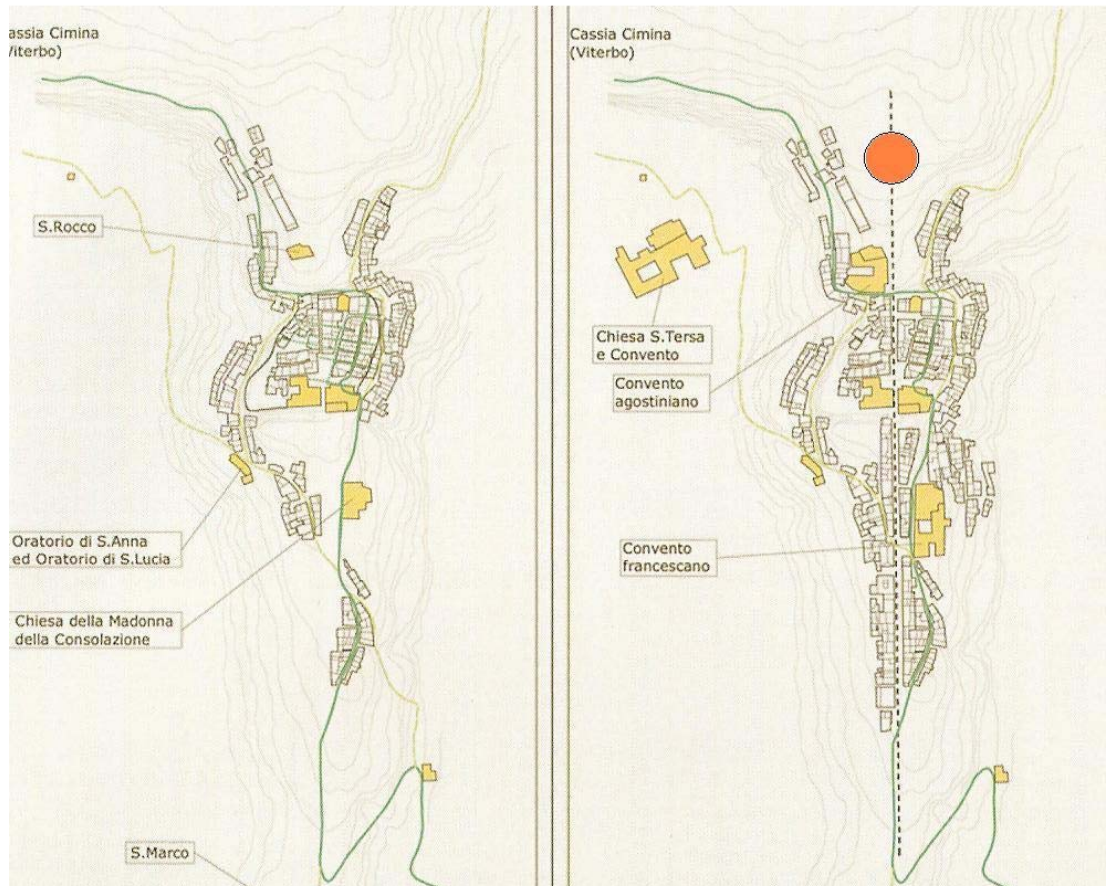 assia Cimina
Viterbo)
S.Rocco
Oratorio di S.Anna
ed Oratorio di S.Lucia
Chiesa della Madonna
della Consolazione
S.Marco
Cassia Cimina
(Viterbo)
Chiesa S.Tersa
e Convento
Convento
agostiniano
Convento
francescano